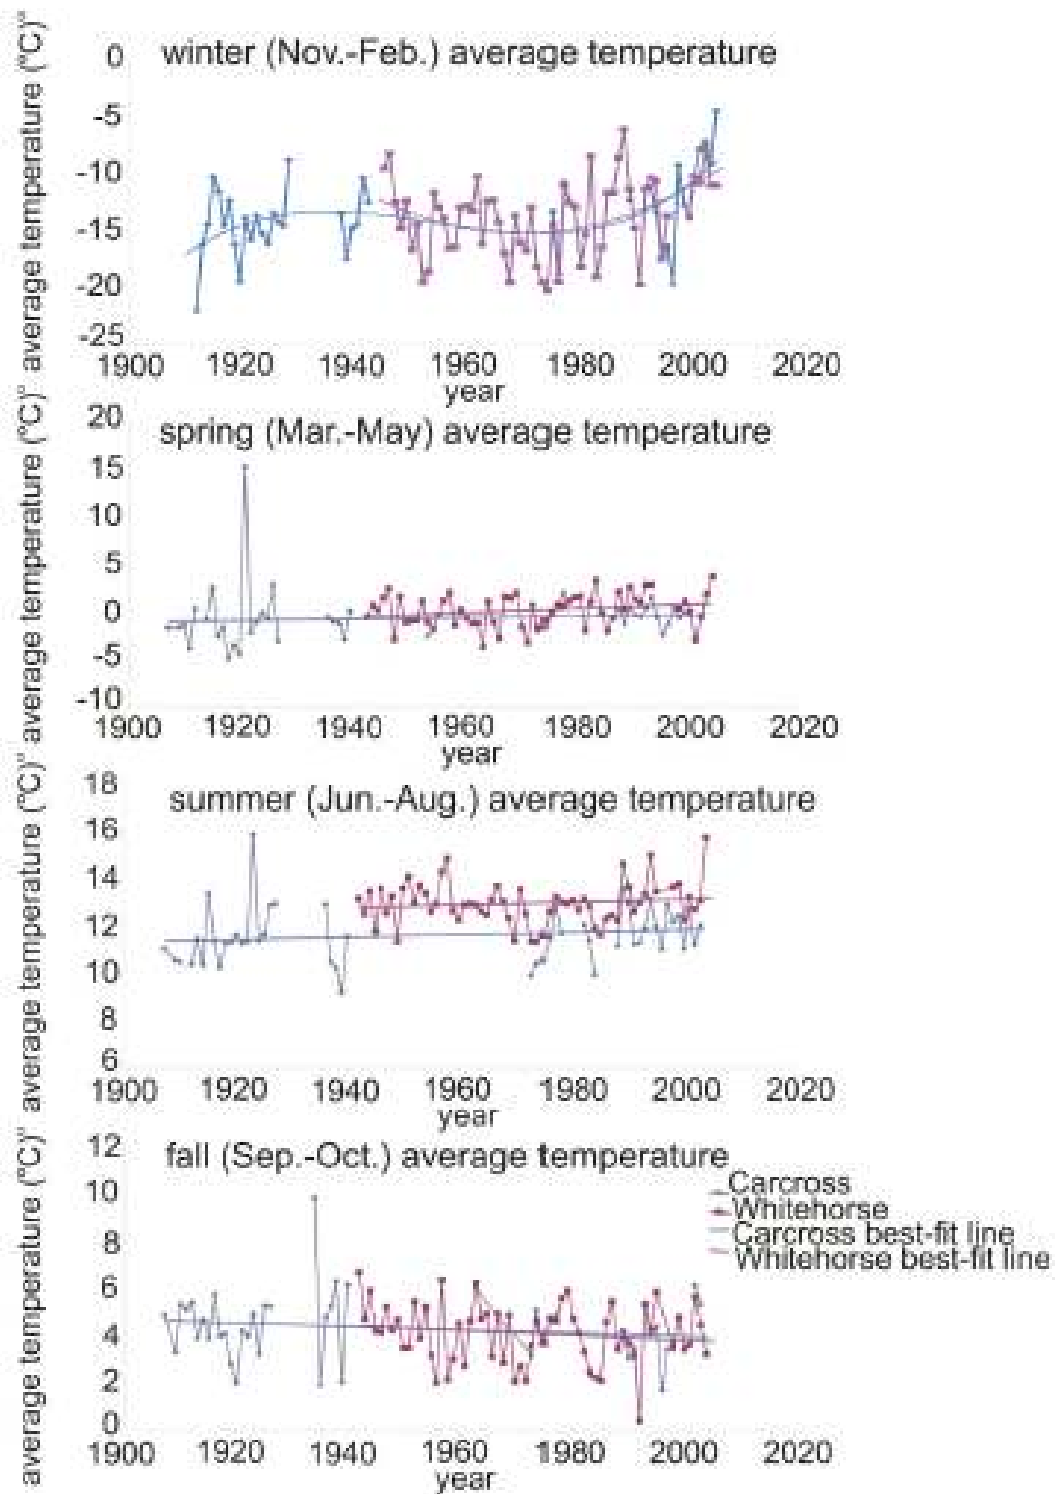 winter (Nov.-Feb.) average temperature
average temperature (°C)"
0
-5
-10
-15
-20
-25
1900 1920 1940 1960 1980 2000 2020
year
spring (Mar.-May) average temperature
average temperature (°C)"
20
15
10
5
0
-5
-10
1900 1920 1940 1960 1980 2000 2020
year
summer (Jun.-Aug.) average temperature
average temperature (°C)"
18
16
14
12
10
8
6
1900 1920 1940 1960 1980 2000 2020
year
fall (Sep.-Oct.) average temperature
average temperature (°C)"
12
10
8
6
4
2
0
1900 1920 1940 1960 1980 2000 2020
year
Carcross
Whitehorse
Carcross best-fit line
Whitehorse best-fit line